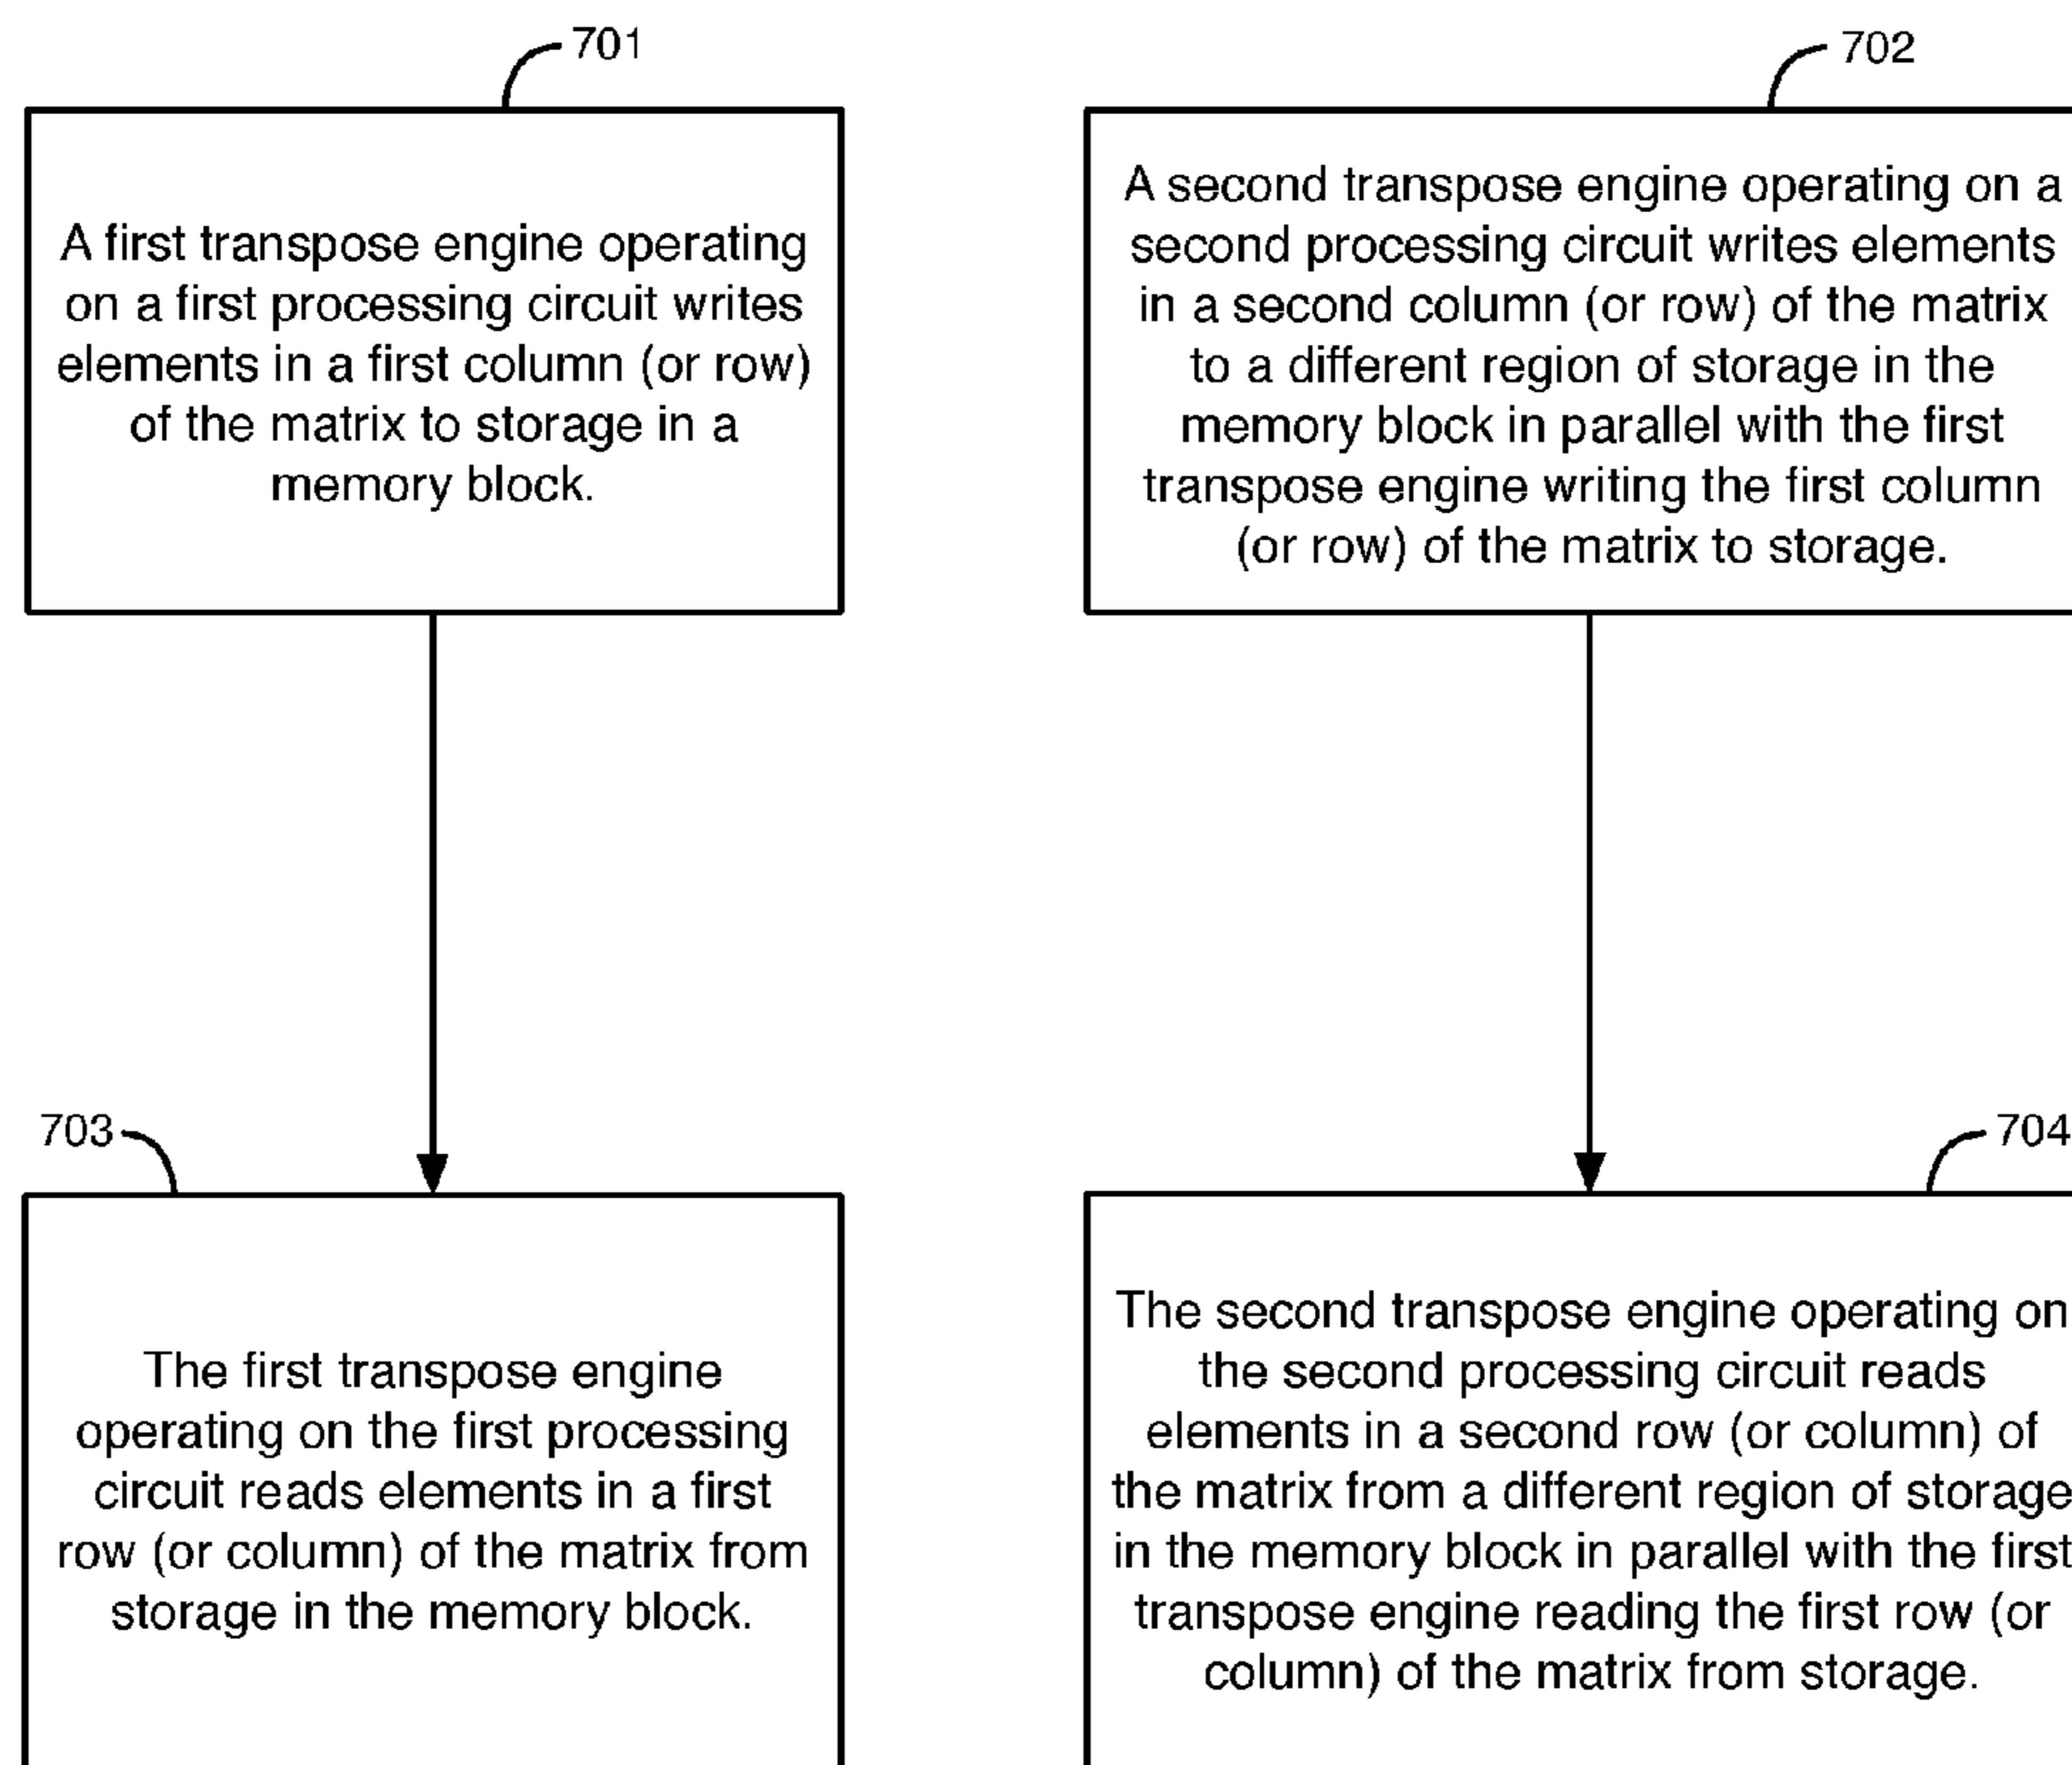 701
A first transpose engine operating
on a first processing circuit writes
elements in a first column (or row)
of the matrix to storage in a
memory block.
702
A second transpose engine operating on a
second processing circuit writes elements
in a second column (or row) of the matrix
to a different region of storage in the
memory block in parallel with the first
transpose engine writing the first column
(or row) of the matrix to storage.
703
The first transpose engine
operating on the first processing
circuit reads elements in a first
row (or column) of the matrix from
storage in the memory block.
704
The second transpose engine operating on
the second processing circuit reads
elements in a second row (or column) of
the matrix from a different region of storage
in the memory block in parallel with the first
transpose engine reading the first row (or
column) of the matrix from storage.